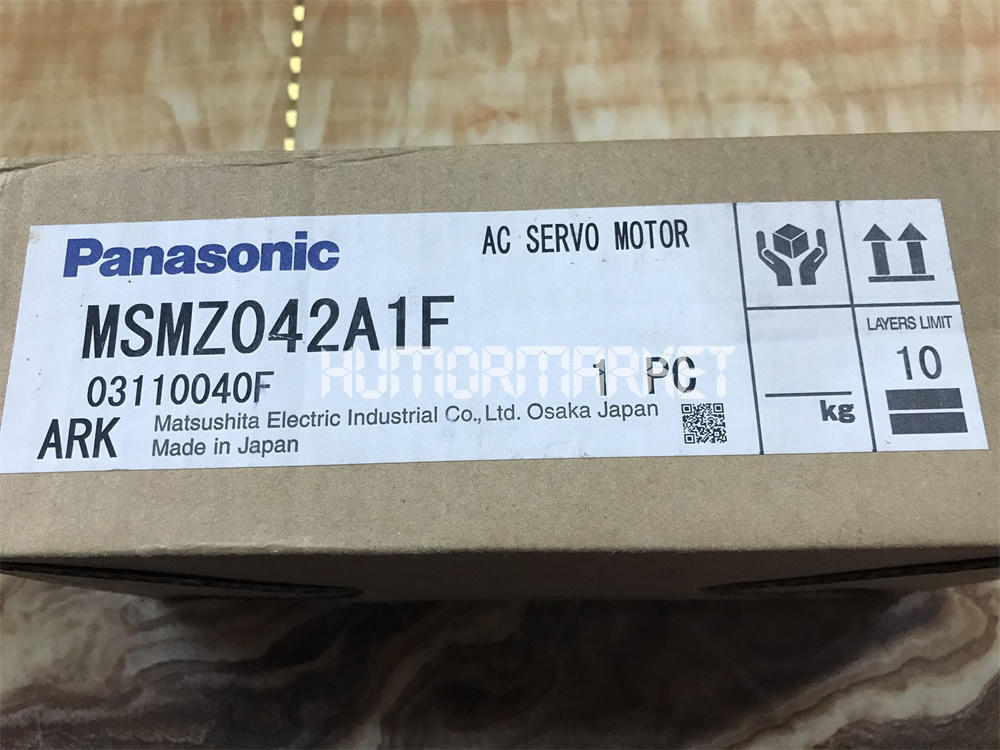 Panasonic
AC SERVO MOTOR
MSMZ042A1F
HUMORMARKET
03110040F
1 PC
ARK
Matsushita Electric Industrial Co., Ltd. Osaka Japan
Made in Japan
kg
LAYERS LIMIT
10